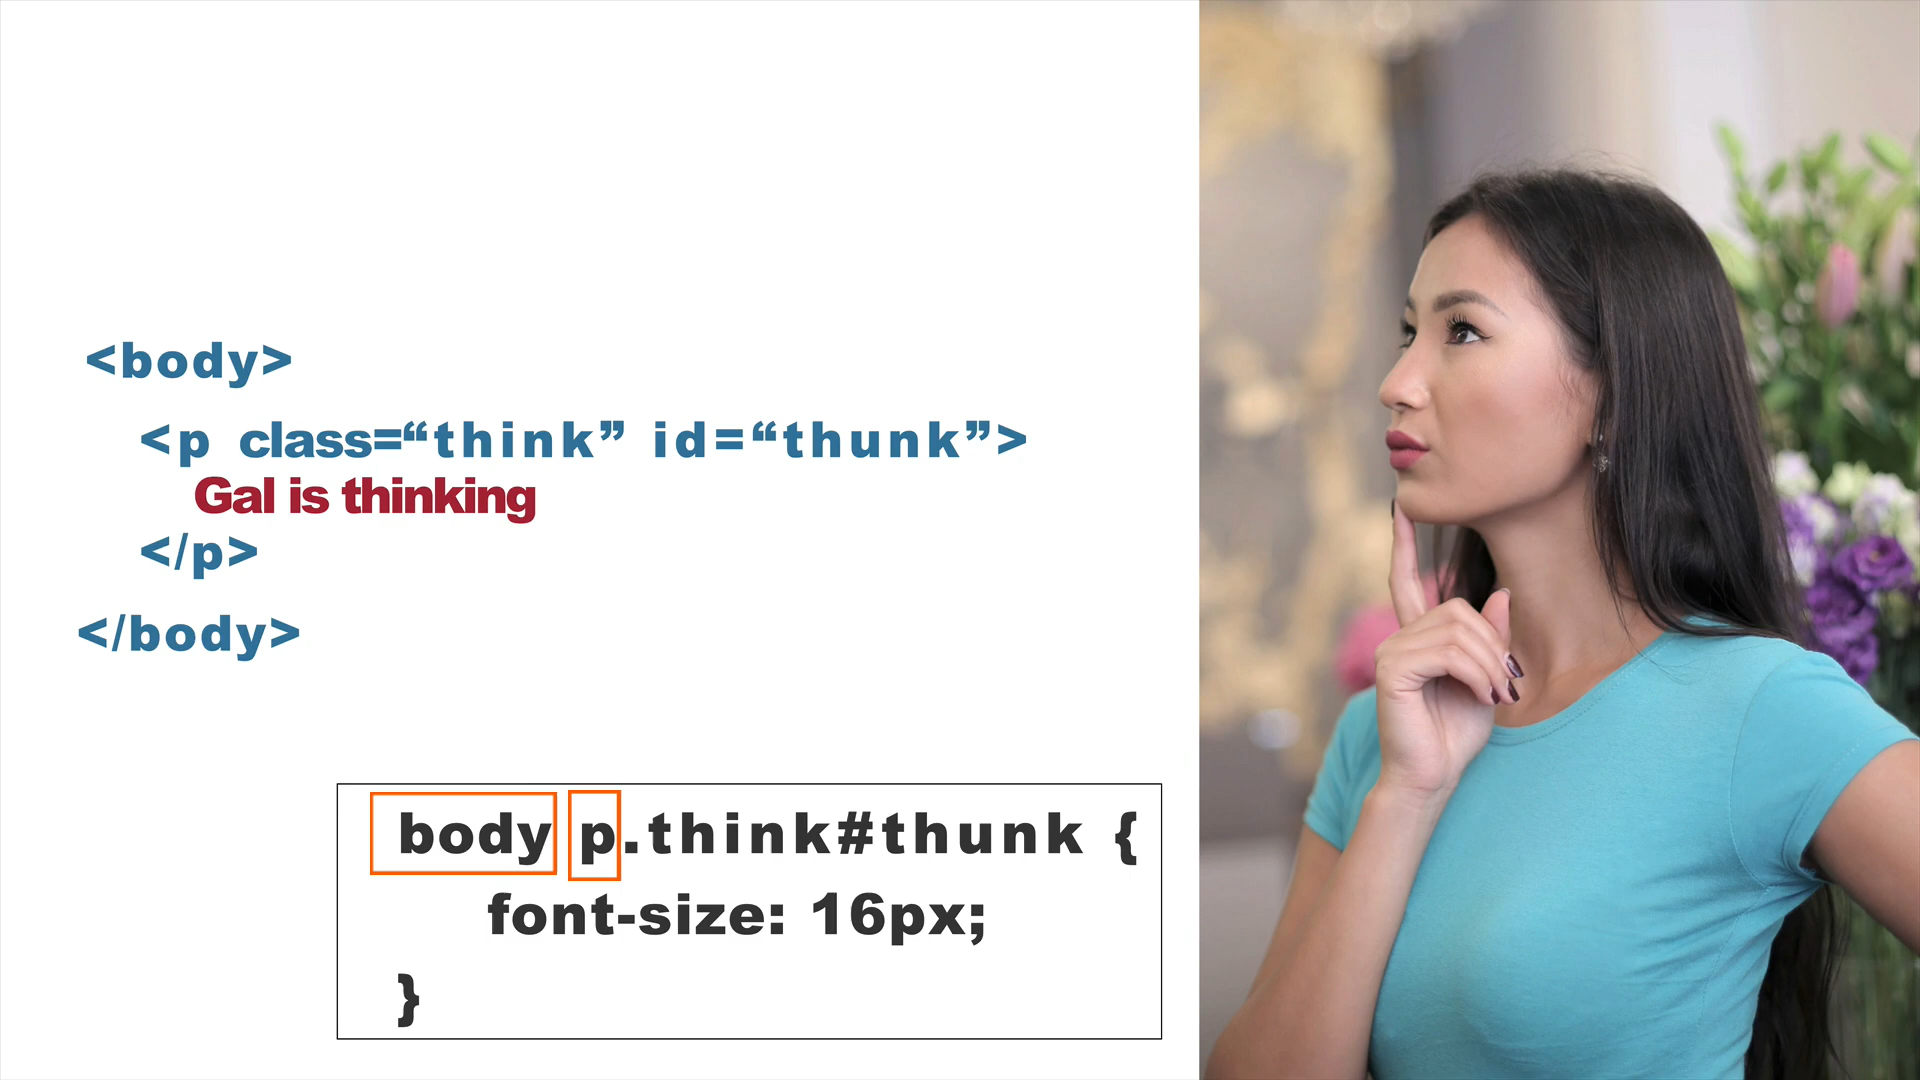 <body>
<p class=“think” id=“thunk”>
Gal is thinking
</p>
</body>
body p.think#thunk {
font-size: 16px;
}